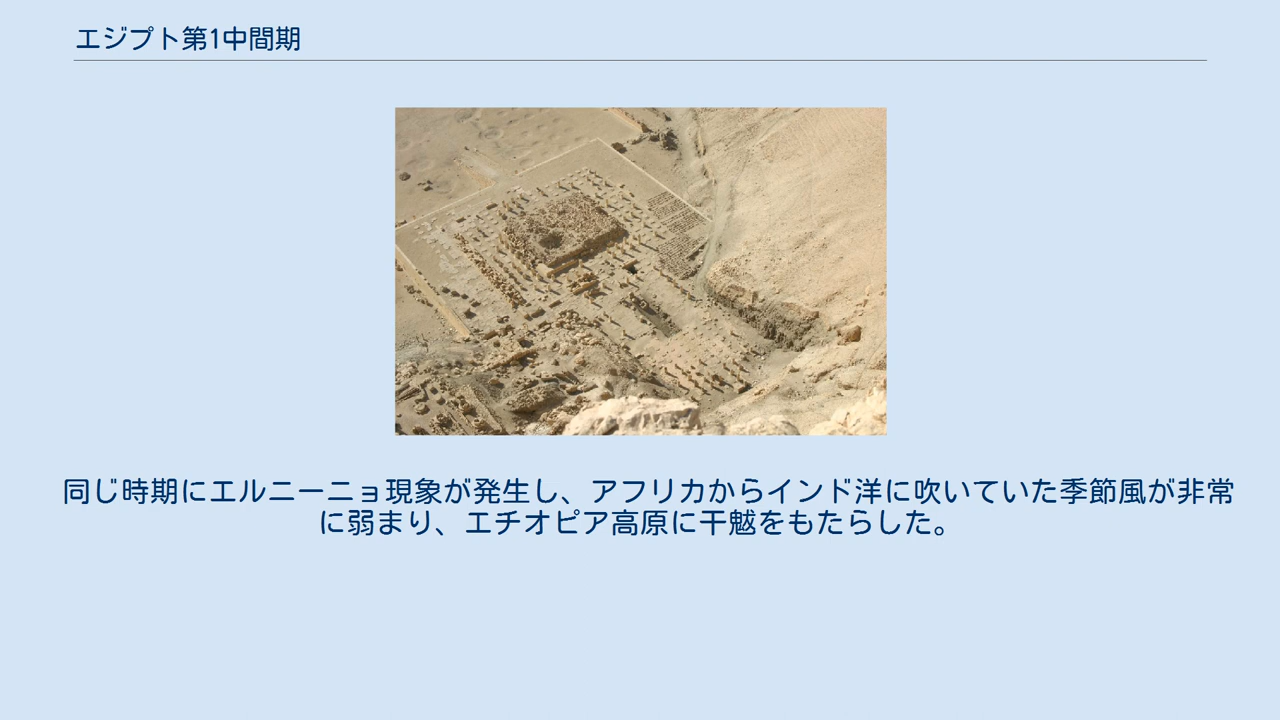 エジプト第1中間期
同じ時期にエルニーニョ現象が発生し、アフリカからインド洋に吹いていた季節風が非常
に弱まり、エチオピア高原に干魃をもたらした。